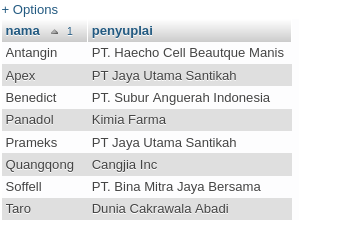 + Options
nama 1 penyuplai
Antangin PT. Haecho Cell Beautque Manis
Apex PT Jaya Utama Santikah
Benedict PT. Subur Anguerah Indonesia
Panadol Kimia Farma
Prameks PT Jaya Utama Santikah
Quangqong Cangjia Inc
Soffell PT. Bina Mitra Jaya Bersama
Taro Dunia Cakrawala Abadi